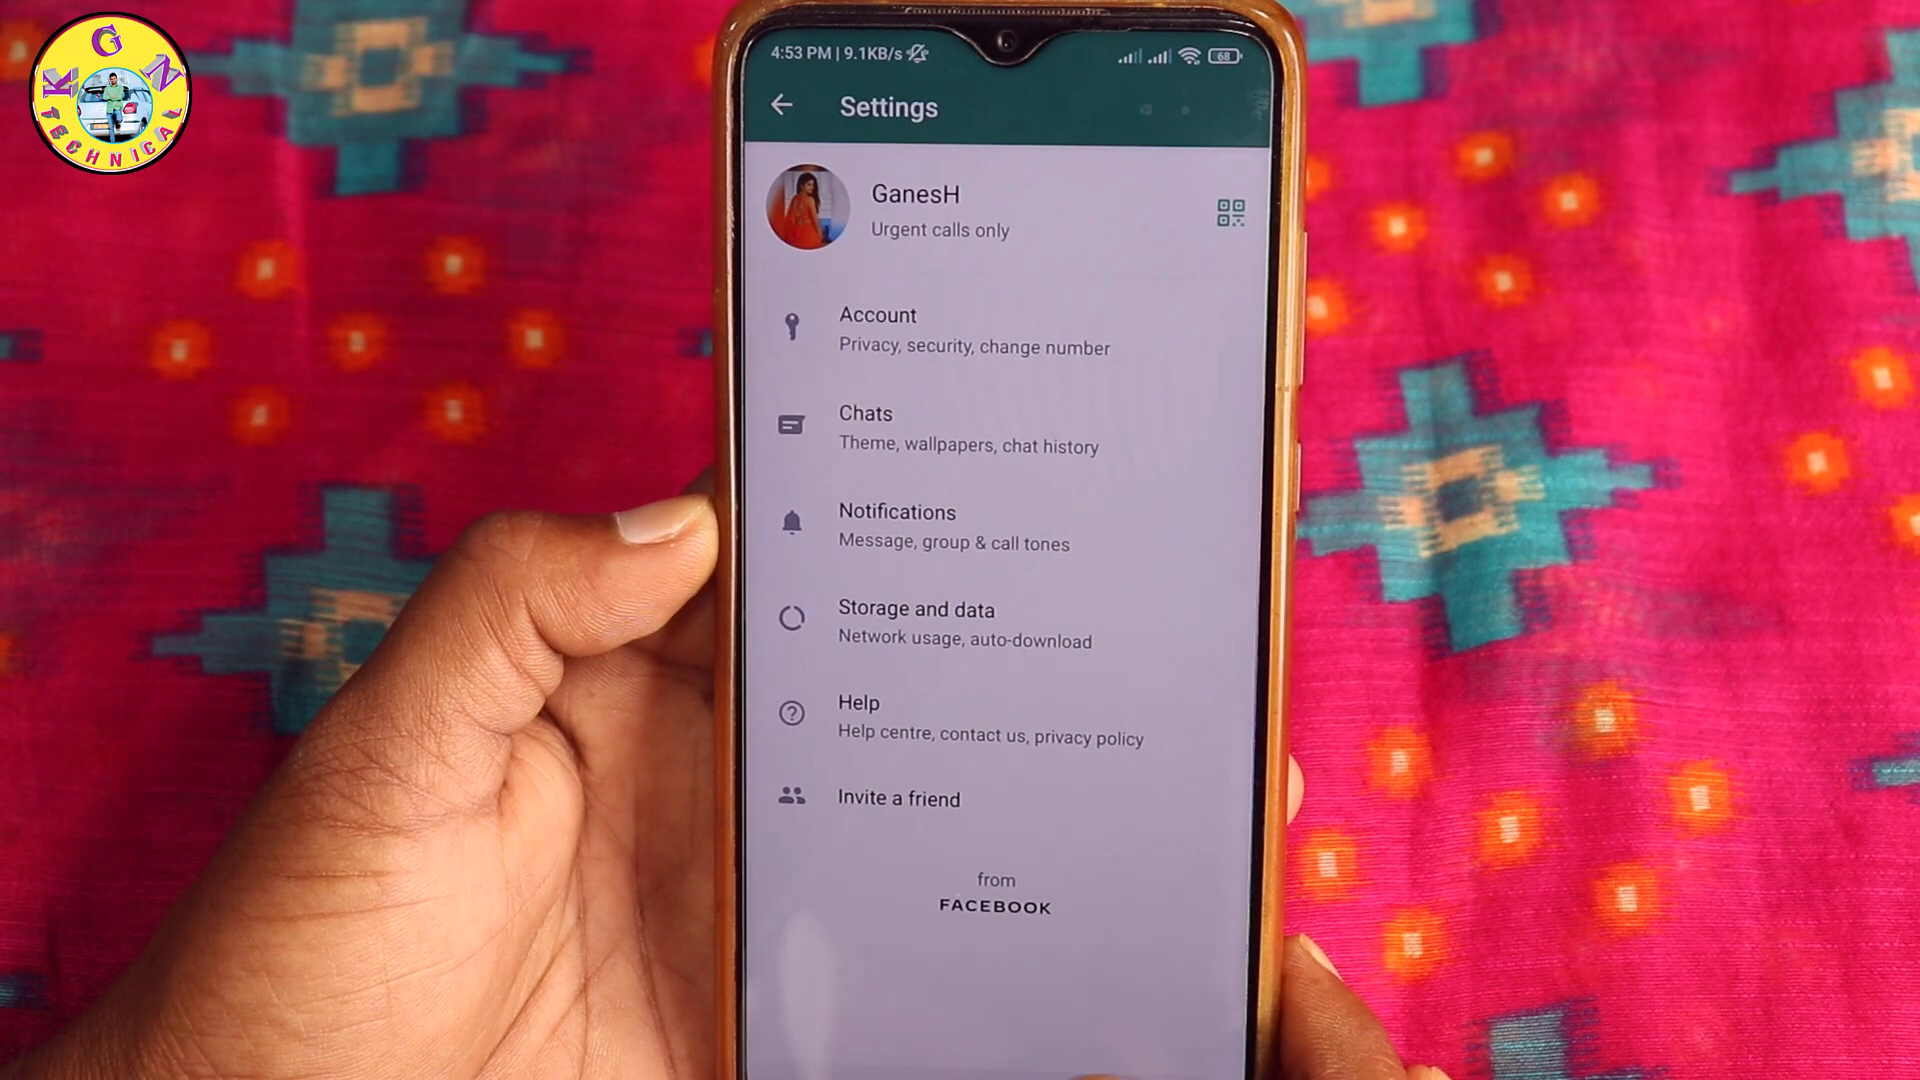 KGN
TECHNICAL
4:53 PM | 9.1KB/s
68
Settings
GanesH
Urgent calls only
Account
Privacy, security, change number
Chats
Theme, wallpapers, chat history
Notifications
Message, group & call tones
Storage and data
Network usage, auto-download
Help
Help centre, contact us, privacy policy
Invite a friend
from
FACEBOOK